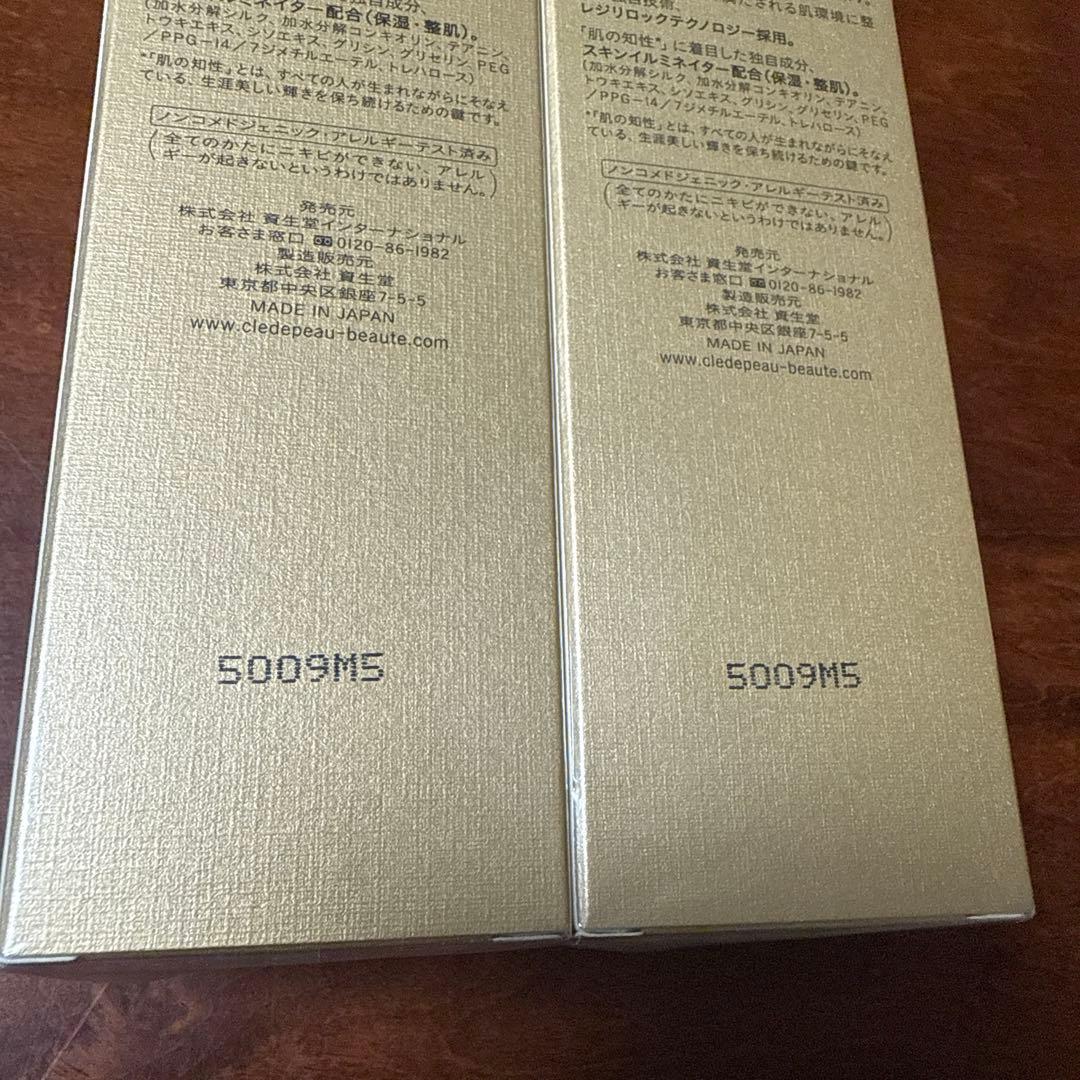 独自成分、
ルミネイター配合(保湿・整肌)。
(加水分解シルク、加水分解コンキオリン、テアニン、
トウキエキス、シソエキス、グリシン、グリセリン、PEG
/PPG-14/7ジメチルエーテル、トレハロース)
*「肌の知性」とは、すべての人が生まれながらにそなえ
ている、生涯美しい輝きを保ち続けるための鍵です。
ノンコメドジェニック・アレルギーテスト済み
(全てのかたにニキビができない、アレル
ギーが起きないというわけではありません。)
発売元
株式会社 資生堂インターナショナル
お客さま窓口 0120-86-1982
製造販売元
株式会社 資生堂
東京都中央区銀座7-5-5
MADE IN JAPAN
www.cledepeau-beaute.com
5009M5
たされる肌環境に整
独自技術、
レジリロックテクノロジー採用。
「肌の知性*」に着目した独自成分、
スキンイルミネイター配合(保湿・整肌)。
(加水分解シルク、加水分解コンキオリン、テアニン、
トウキエキス、シソエキス、グリシン、グリセリン、PEG
/PPG-14/7ジメチルエーテル、トレハロース)
*「肌の知性」とは、すべての人が生まれながらにそなえ
ている、生涯美しい輝きを保ち続けるための鍵です。
ノンコメドジェニック・アレルギーテスト済み
(全てのかたにニキビができない、アレル
ギーが起きないというわけではありません。)
発売元
株式会社 資生堂インターナショナル
お客さま窓口 0120-86-1982
製造販売元
株式会社 資生堂
東京都中央区銀座7-5-5
MADE IN JAPAN
www.cledepeau-beaute.com
5009M5